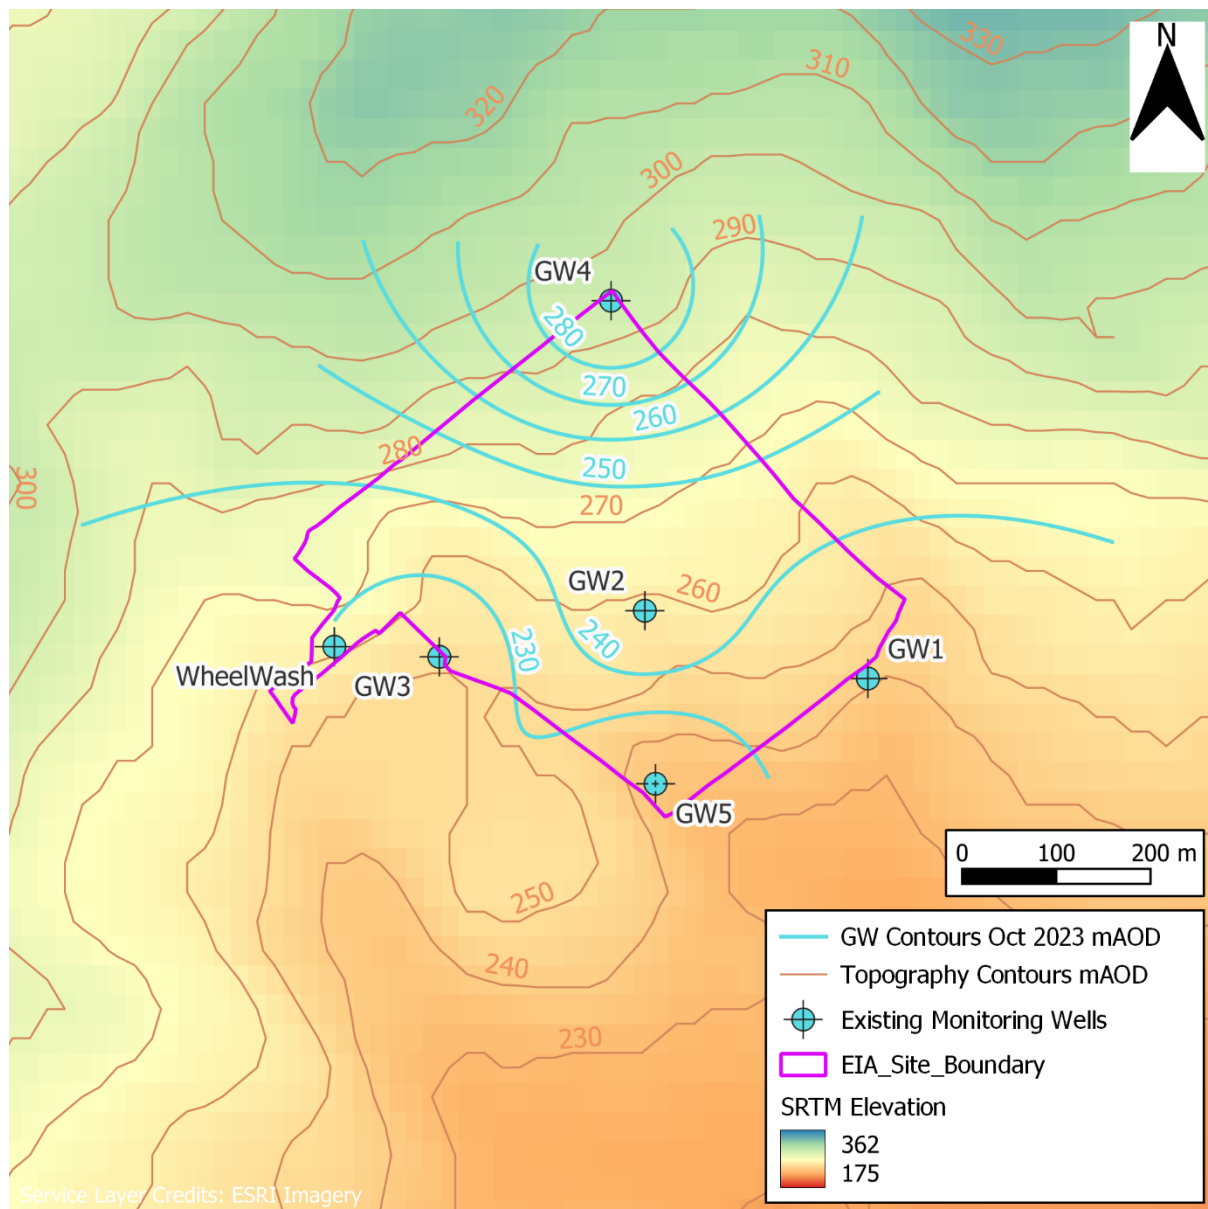 N
330
310
320
300
290
GW4
280
270
260
280
250
300
270
GW2
260
240
230
GW1
WheelWash
GW3
GW5
0 100 200 m
250
GW Contours Oct 2023 mAOD
240
Topography Contours mAOD
Existing Monitoring Wells
230
EIA_Site_Boundary
SRTM Elevation
362
175
Service Layer Credits: ESRI Imagery